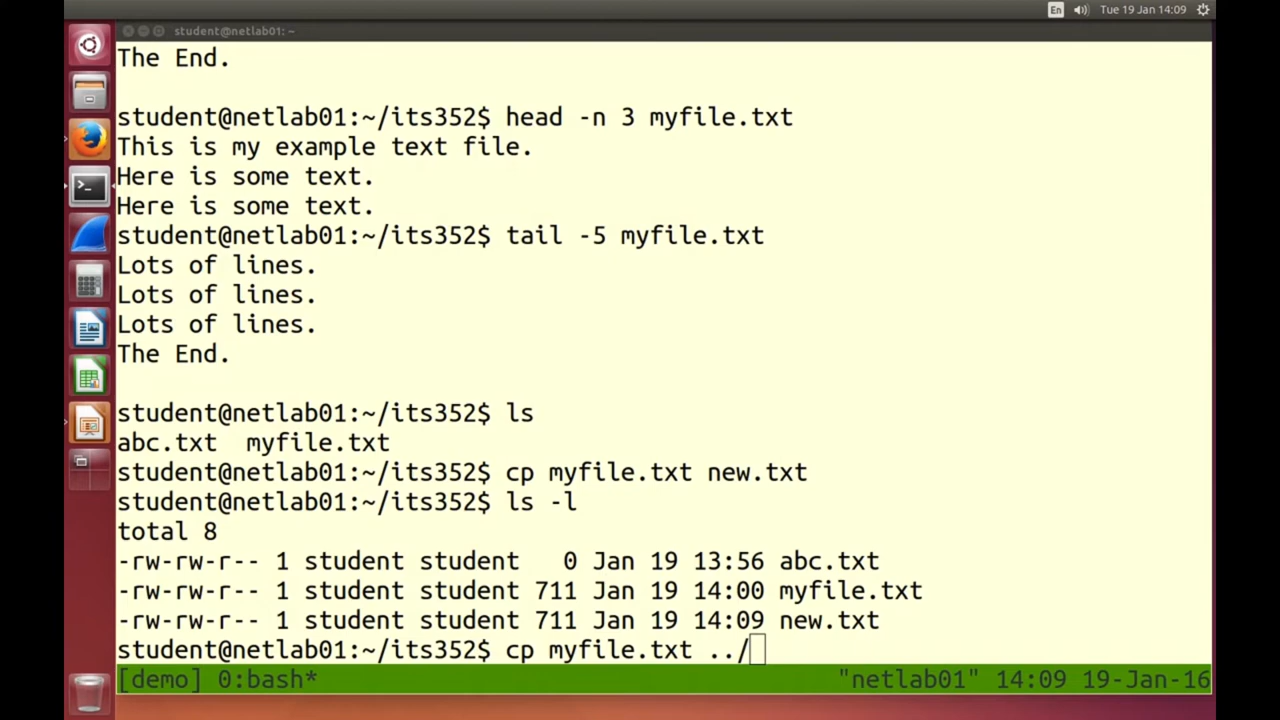 En Tue 19 Jan 14:09
student@netlab01: ~
The End.
student@netlab01:~/its352$ head -n 3 myfile.txt
This is my example text file.
Here is some text.
Here is some text.
student@netlab01:~/its352$ tail -5 myfile.txt
Lots of lines.
Lots of lines.
Lots of lines.
The End.
student@netlab01:~/its352$ ls
abc.txt  myfile.txt
student@netlab01:~/its352$ cp myfile.txt new.txt
student@netlab01:~/its352$ ls -l
total 8
-rw-rw-r-- 1 student student   0 Jan 19 13:56 abc.txt
-rw-rw-r-- 1 student student 711 Jan 19 14:00 myfile.txt
-rw-rw-r-- 1 student student 711 Jan 19 14:09 new.txt
student@netlab01:~/its352$ cp myfile.txt ../
[demo] 0:bash* "netlab01" 14:09 19-Jan-16